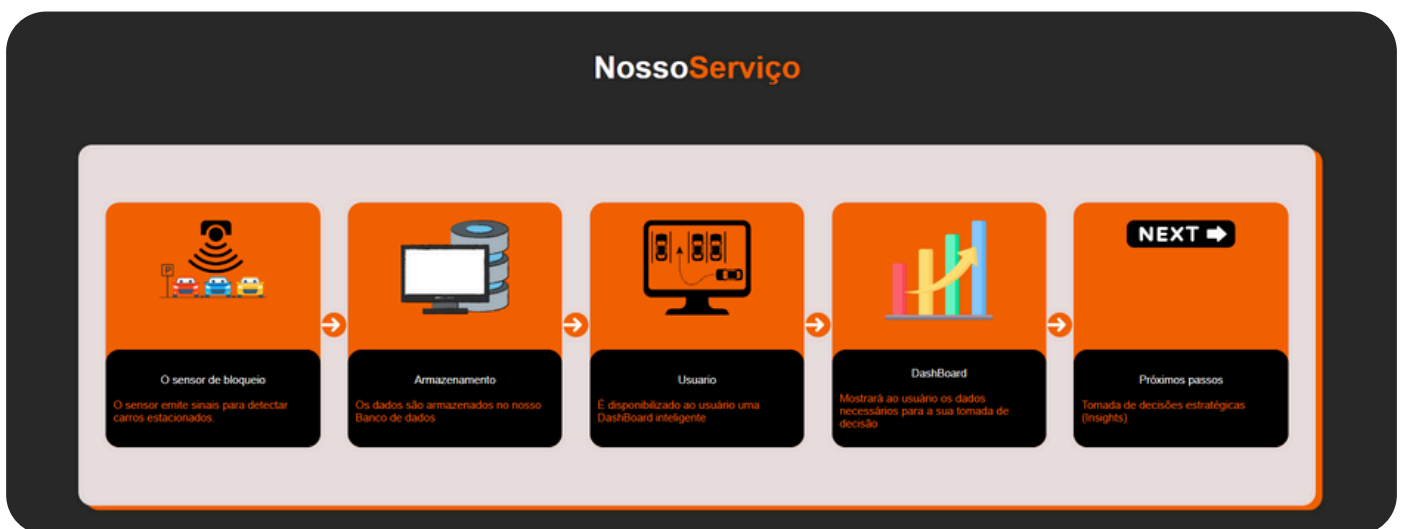 NossoServiço
P
NEXT
O sensor de bloqueio
O sensor emite sinais para detectar
carros estacionados.
Armazenamento
Os dados são armazenados no nosso
Banco de dados
Usuario
É disponibilizado ao usuário uma
DashBoard inteligente
DashBoard
Mostrará ao usuário os dados
necessários para a sua tomada de
decisão
Próximos passos
Tomada de decisões estratégicas
(Insights)